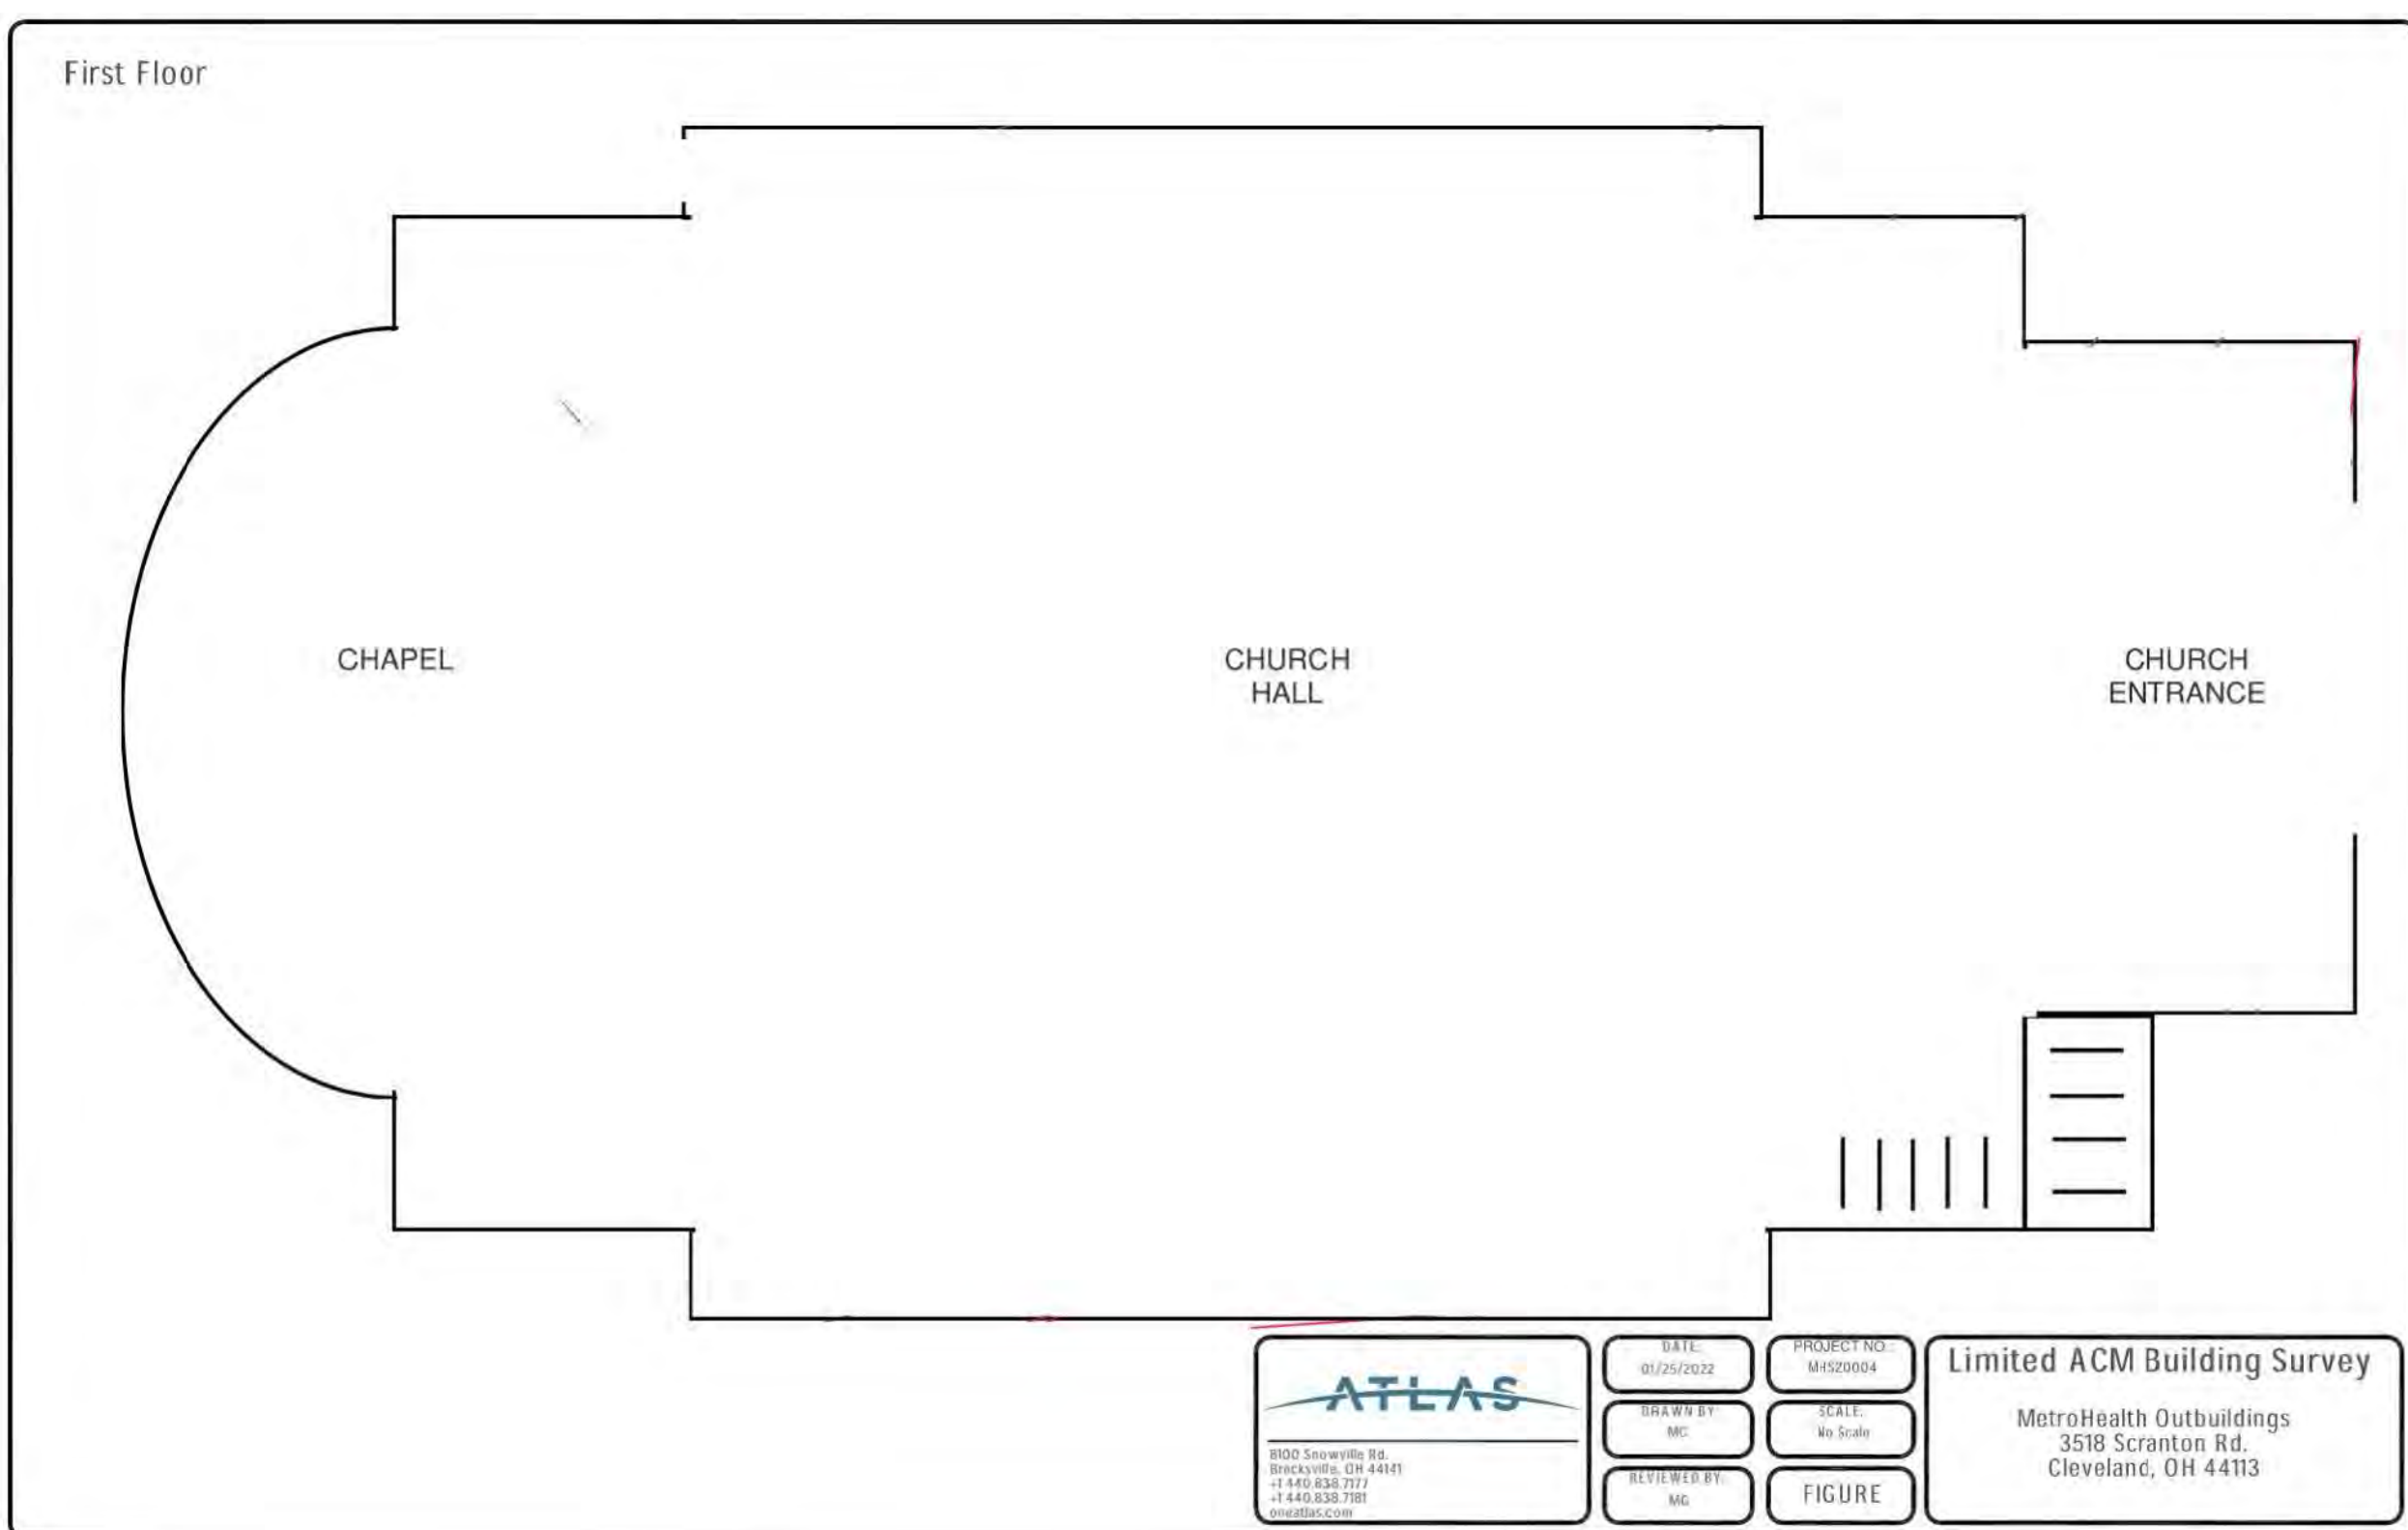 First Floor
CHAPEL
CHURCH
HALL
CHURCH
ENTRANCE
ATLAS
8100 Snowville Rd.
Brecksville, OH 44141
+1 440.838.7177
+1 440.838.7181
oneatlas.com
DATE:
01/25/2022
PROJECT NO.:
MHS20004
DRAWN BY:
MC
SCALE:
No Scale
REVIEWED BY:
MG
FIGURE
Limited ACM Building Survey
MetroHealth Outbuildings
3518 Scranton Rd.
Cleveland, OH 44113